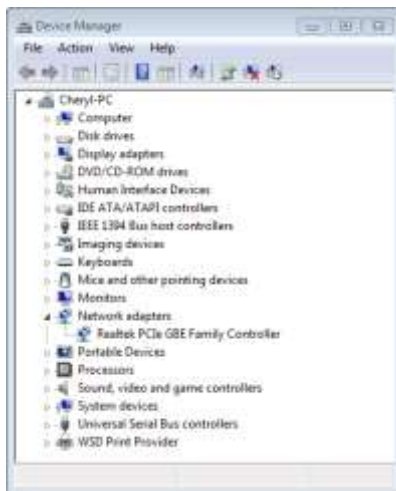 Device Manager
File Action View Help
Cheryl-PC
Computer
Disk drives
Display adapters
DVD/CD-ROM drives
Human Interface Devices
IDE ATA/ATAPI controllers
IEEE 1394 Bus host controllers
Imaging devices
Keyboards
Mice and other pointing devices
Monitors
Network adapters
Realtek PCIe GBE Family Controller
Portable Devices
Processors
Sound, video and game controllers
System devices
Universal Serial Bus controllers
WSD Print Provider